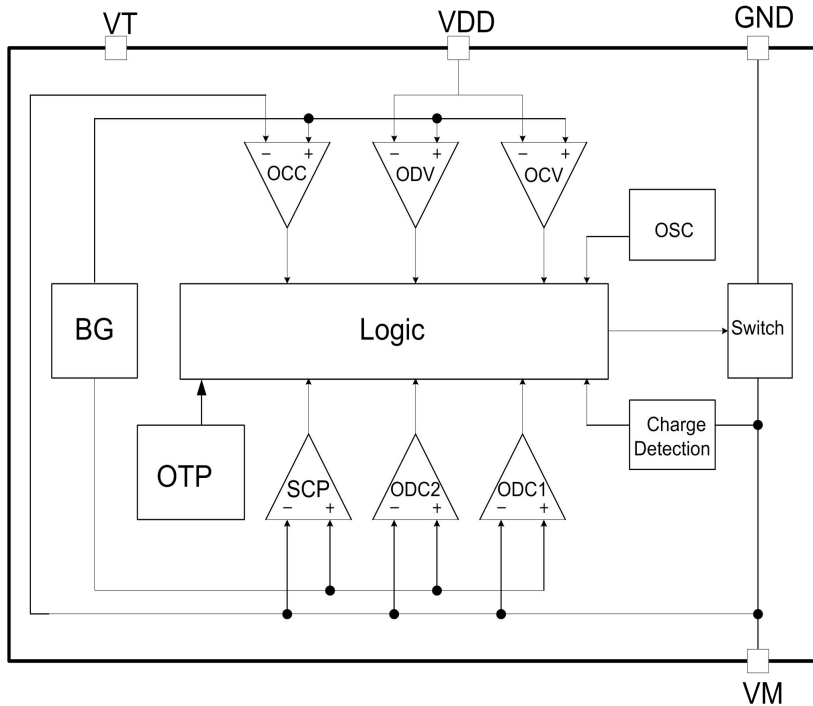 VT
VDD
GND
− +
− +
− +
OCC
ODV
OCV
OSC
BG
Logic
Switch
OTP
Charge
Detection
SCP
ODC2
ODC1
− +
− +
− +
VM